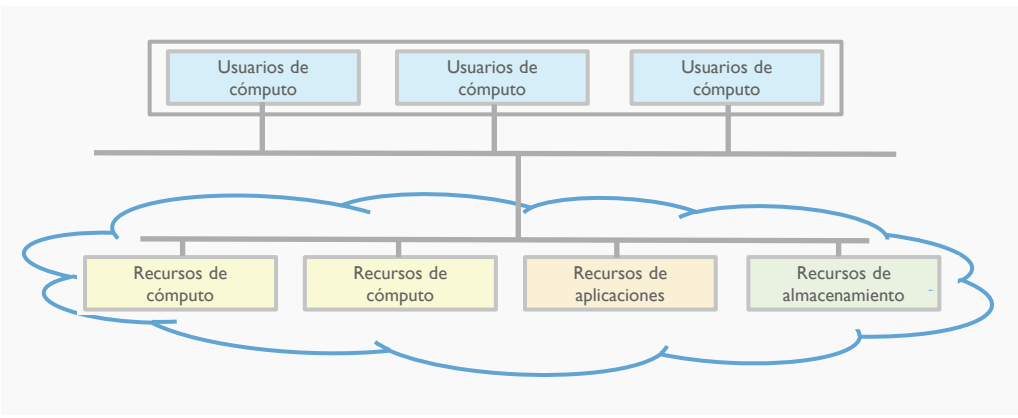 Usuarios de
cómputo
Usuarios de
cómputo
Usuarios de
cómputo
Recursos de
cómputo
Recursos de
cómputo
Recursos de
aplicaciones
Recursos de
almacenamiento